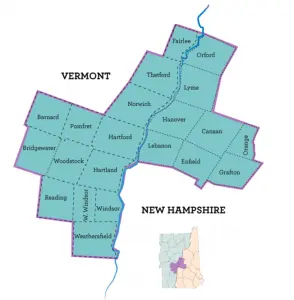 Fairlee
Orford
VERMONT
Thetford
Lyme
Norwich
Barnard
Pomfret
Hanover
Canaan
Hartford
Orange
Bridgewater
Lebanon
Woodstock
Enfield
Hartland
Grafton
Reading
W. Windsor
Windsor
NEW HAMPSHIRE
Weathersfield